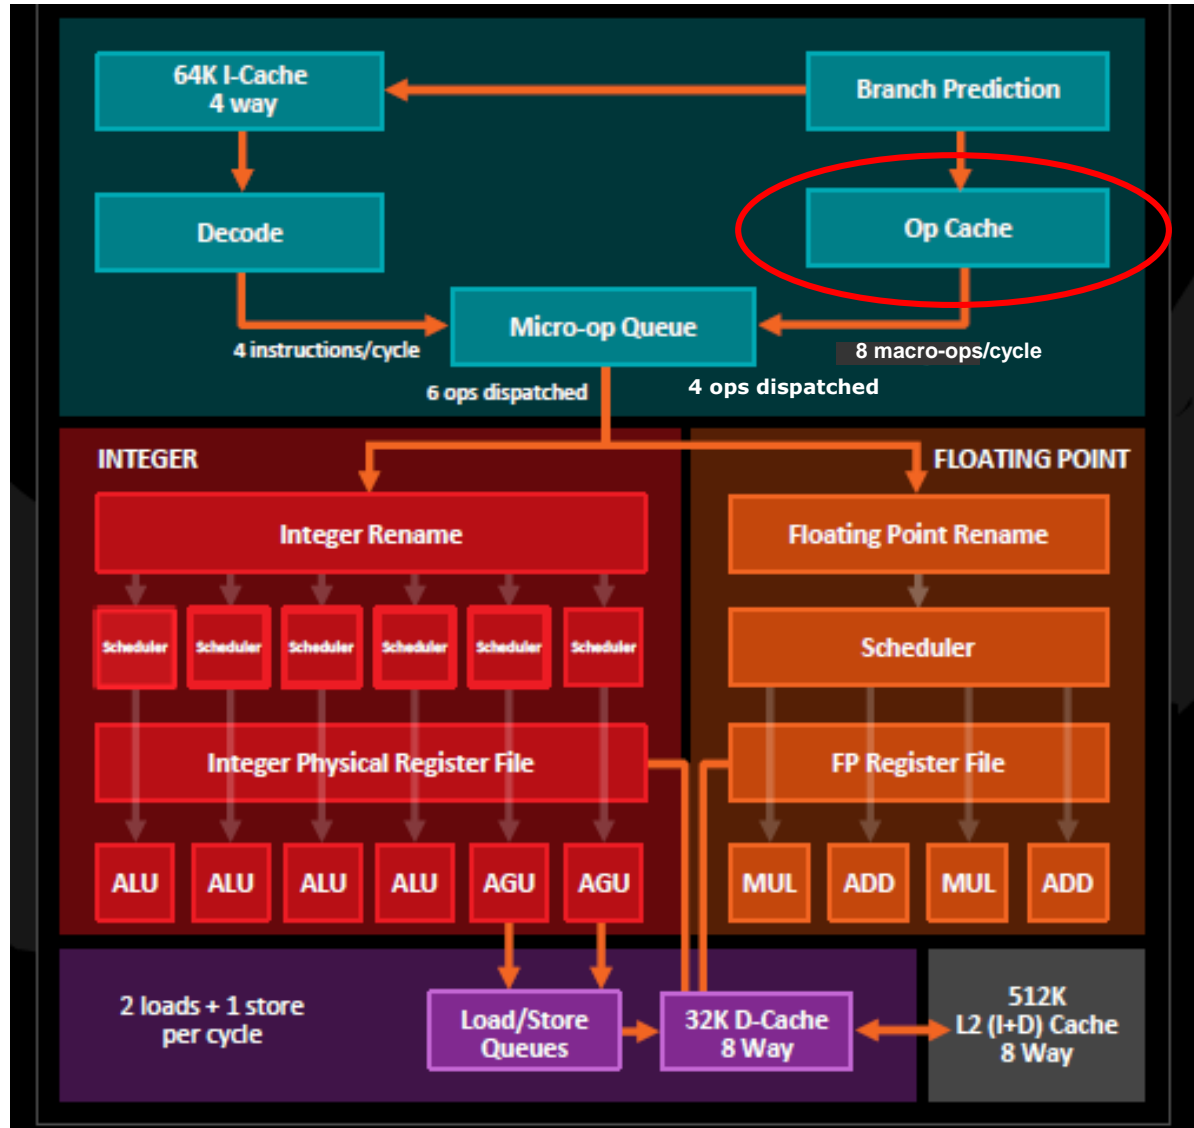 64K I-Cache
4 way
Branch Prediction
Decode
Op Cache
Micro-op Queue
4 instructions/cycle
8 macro-ops/cycle
6 ops dispatched
4 ops dispatched
INTEGER
FLOATING POINT
Integer Rename
Floating Point Rename
Scheduler
Scheduler
Scheduler
Scheduler
Scheduler
Scheduler
Scheduler
Integer Physical Register File
FP Register File
ALU
ALU
ALU
ALU
AGU
AGU
MUL
ADD
MUL
ADD
2 loads + 1 store
per cycle
Load/Store
Queues
32K D-Cache
8 Way
512K
L2 (I+D) Cache
8 Way